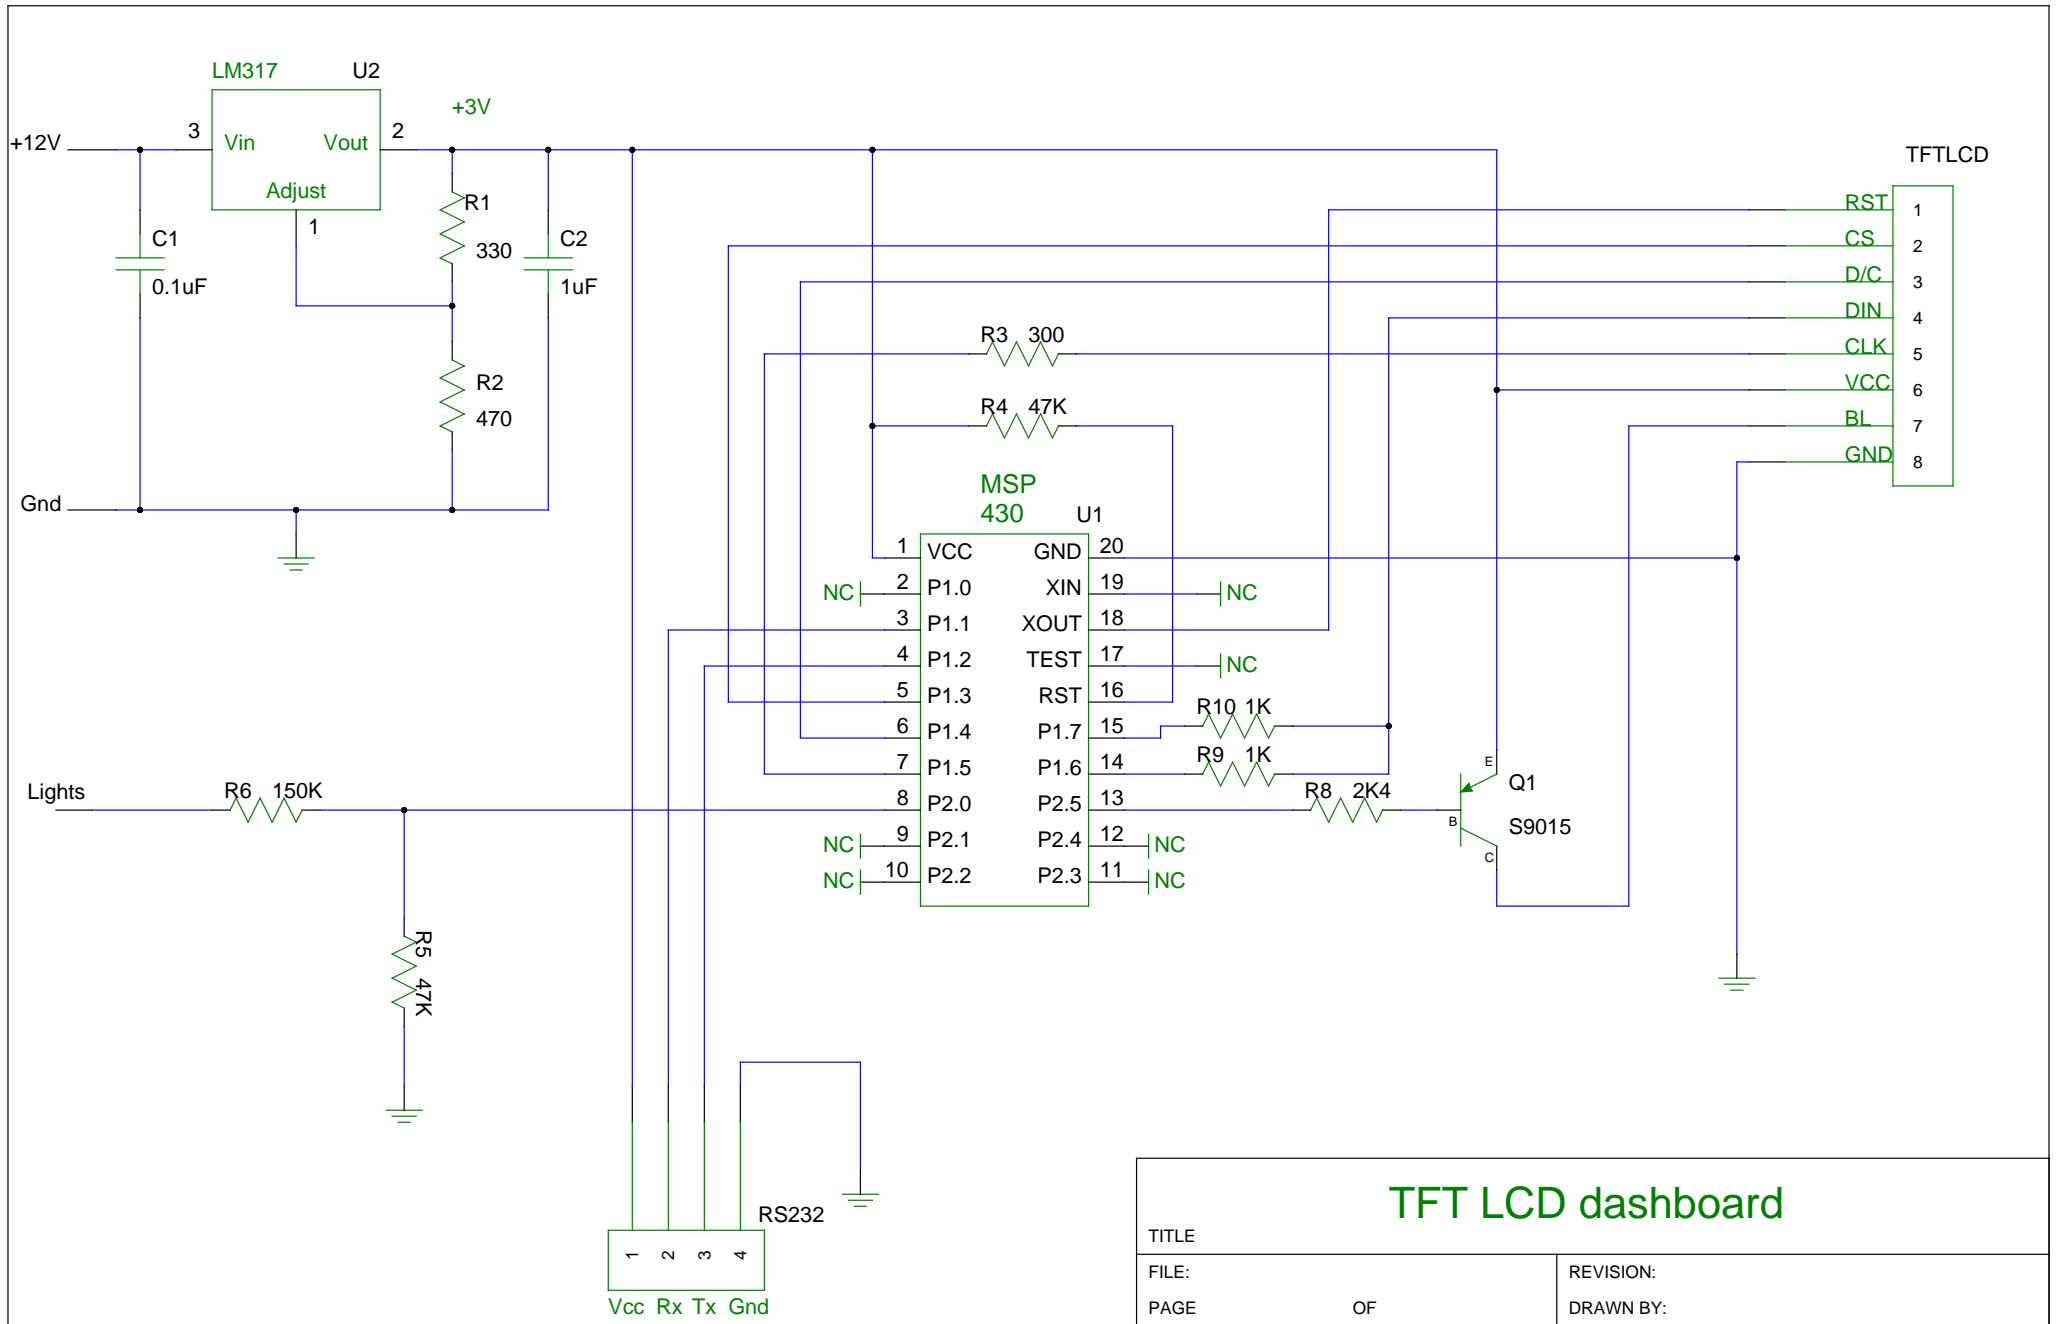 LM317 U2
+3V
+12V 3 Vin Vout 2
Adjust
1
R1
330
C1
0.1uF
C2
1uF
R2
470
Gnd
TFTLCD
RST 1
CS 2
D/C 3
DIN 4
CLK 5
VCC 6
BL 7
GND 8
R3 300
R4 47K
MSP
430
U1
1 VCC GND 20
NC 2 P1.0 XIN 19 NC
3 P1.1 XOUT 18
4 P1.2 TEST 17 NC
5 P1.3 RST 16
6 P1.4 P1.7 15
7 P1.5 P1.6 14
8 P2.0 P2.5 13
NC 9 P2.1 P2.4 12 NC
NC 10 P2.2 P2.3 11 NC
R10 1K
R9 1K
R8 2K4
E
B
C
Q1
S9015
Lights
R6 150K
R5
47K
RS232
1 2 3 4
Vcc Rx Tx Gnd
TFT LCD dashboard
TITLE
FILE: REVISION:
PAGE OF DRAWN BY: